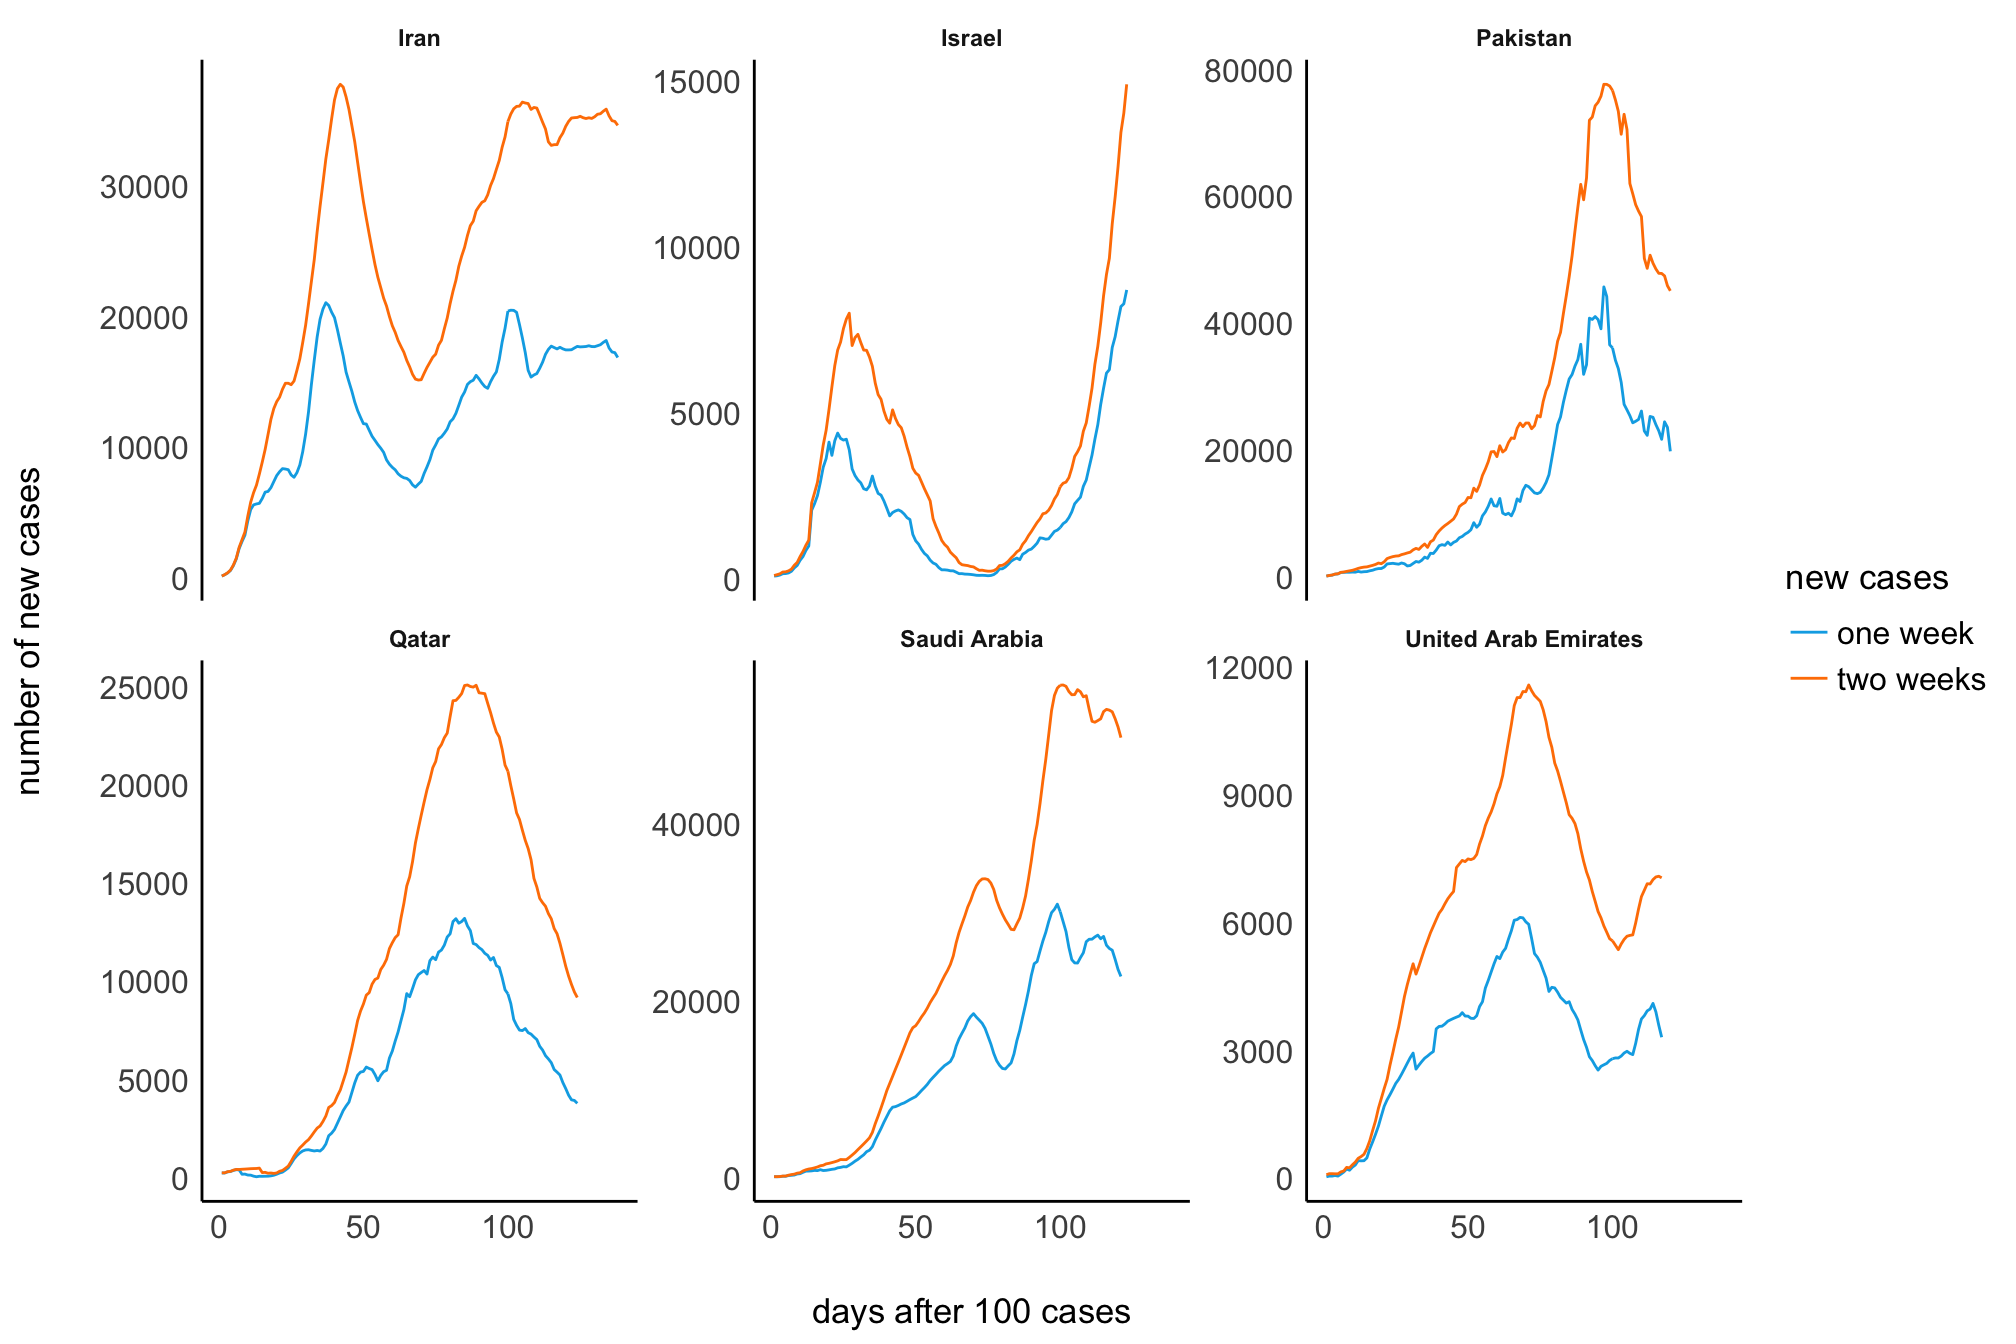 Iran
Israel
Pakistan
30000
20000
10000
0
15000
10000
5000
0
80000
60000
40000
20000
0
number of new cases
new cases
one week
two weeks
Qatar
Saudi Arabia
United Arab Emirates
25000
20000
15000
10000
5000
0
40000
20000
0
12000
9000
6000
3000
0
0 50 100
0 50 100
0 50 100
days after 100 cases